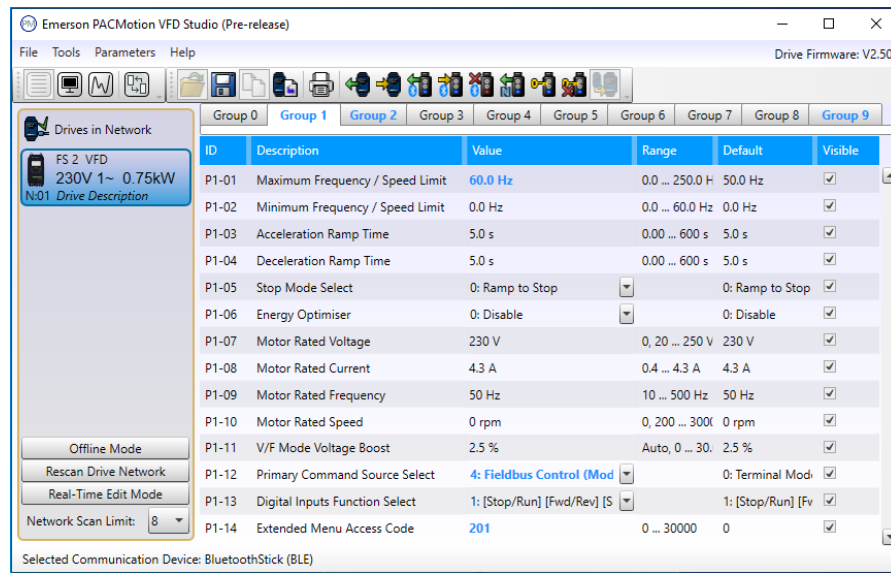 Emerson PACMotion VFD Studio (Pre-release)
File Tools Parameters Help Drive Firmware: V2.50
Drives in Network
FS 2 VFD
230V 1~ 0.75kW
N:01 Drive Description
Offline Mode
Rescan Drive Network
Real-Time Edit Mode
Network Scan Limit: 8
Group 0 Group 1 Group 2 Group 3 Group 4 Group 5 Group 6 Group 7 Group 8 Group 9
ID Description Value Range Default Visible
P1-01 Maximum Frequency / Speed Limit 60.0 Hz 0.0 ... 250.0 H 50.0 Hz
P1-02 Minimum Frequency / Speed Limit 0.0 Hz 0.0 ... 60.0 Hz 0.0 Hz
P1-03 Acceleration Ramp Time 5.0 s 0.00 ... 600 s 5.0 s
P1-04 Deceleration Ramp Time 5.0 s 0.00 ... 600 s 5.0 s
P1-05 Stop Mode Select 0: Ramp to Stop 0: Ramp to Stop
P1-06 Energy Optimiser 0: Disable 0: Disable
P1-07 Motor Rated Voltage 230 V 0, 20 ... 250 V 230 V
P1-08 Motor Rated Current 4.3 A 0.4 ... 4.3 A 4.3 A
P1-09 Motor Rated Frequency 50 Hz 10 ... 500 Hz 50 Hz
P1-10 Motor Rated Speed 0 rpm 0, 200 ... 3000 0 rpm
P1-11 V/F Mode Voltage Boost 2.5 % Auto, 0 ... 30. 2.5 %
P1-12 Primary Command Source Select 4: Fieldbus Control (Mod 0: Terminal Mode
P1-13 Digital Inputs Function Select 1: [Stop/Run] [Fwd/Rev] [S 1: [Stop/Run] [Fv
P1-14 Extended Menu Access Code 201 0 ... 30000 0
Selected Communication Device: BluetoothStick (BLE)